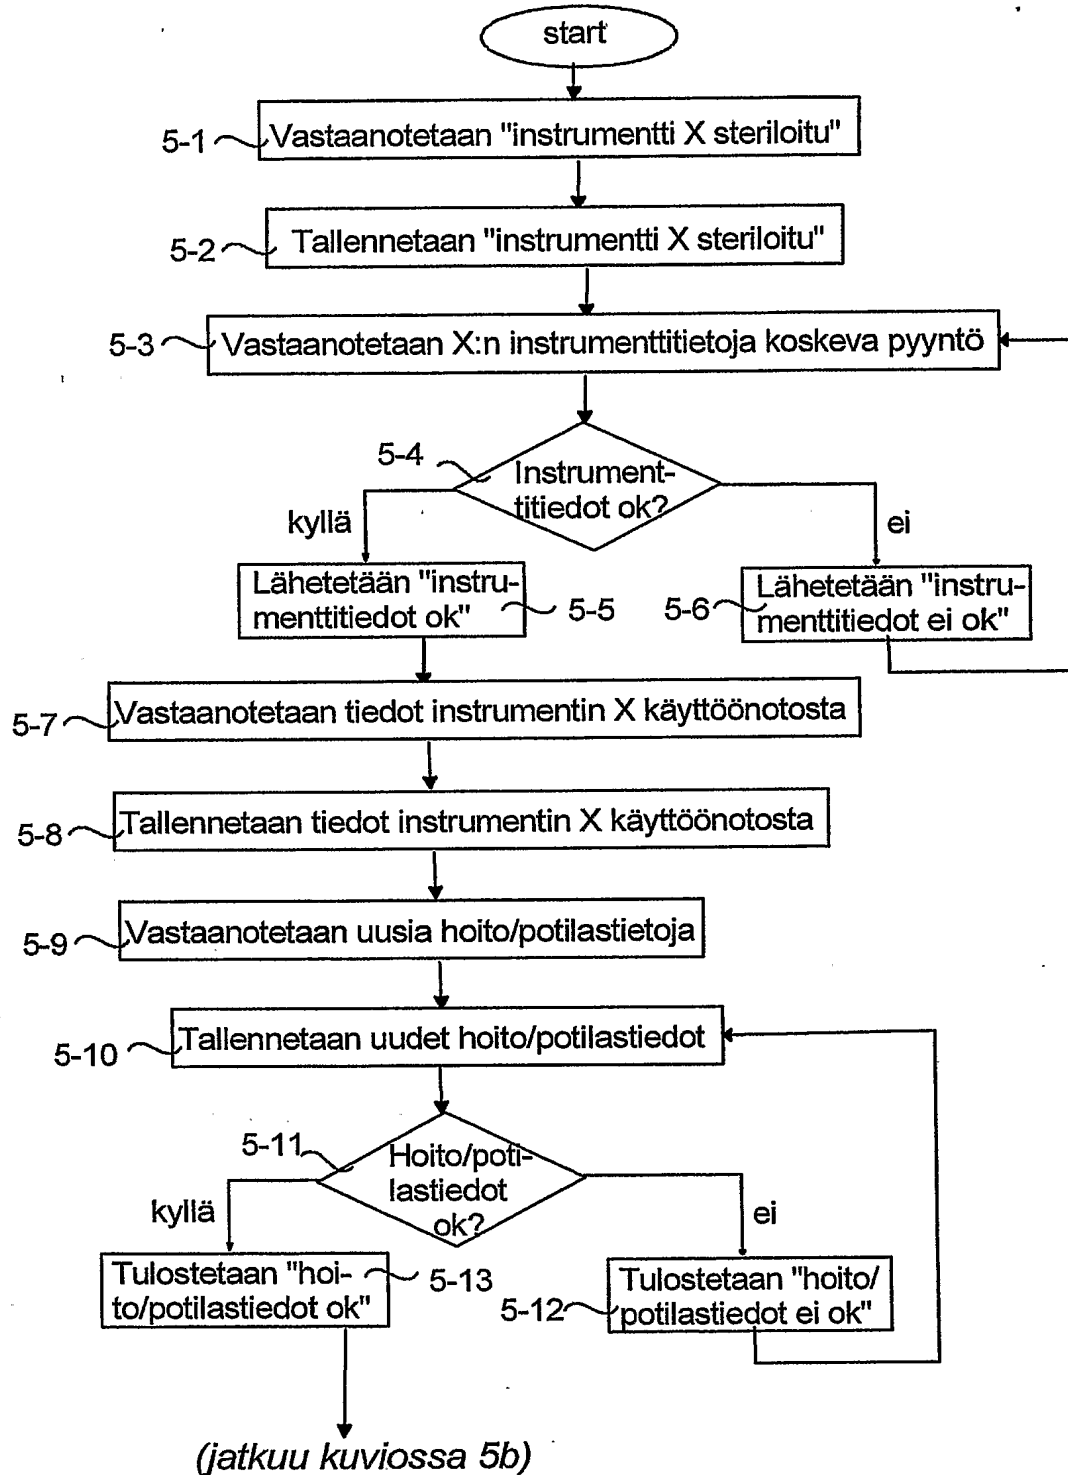 start
5-1
Vastaanotetaan "instrumentti X steriloitu"
5-2
Tallennetaan "instrumentti X steriloitu"
5-3
Vastaanotetaan X:n instrumenttitietoja koskeva pyyntö
5-4
Instrument-
titiedot ok?
kyllä
ei
Lähetetään "instru-
menttitiedot ok"
5-5
5-6
Lähetetään "instru-
menttitiedot ei ok"
5-7
Vastaanotetaan tiedot instrumentin X käyttöönotosta
5-8
Tallennetaan tiedot instrumentin X käyttöönotosta
5-9
Vastaanotetaan uusia hoito/potilastietoja
5-10
Tallennetaan uudet hoito/potilastiedot
5-11
Hoito/poti-
lastiedot
ok?
kyllä
ei
Tulostetaan "hoi-
to/potilastiedot ok"
5-13
5-12
Tulostetaan "hoito/
potilastiedot ei ok"
(jatkuu kuviossa 5b)